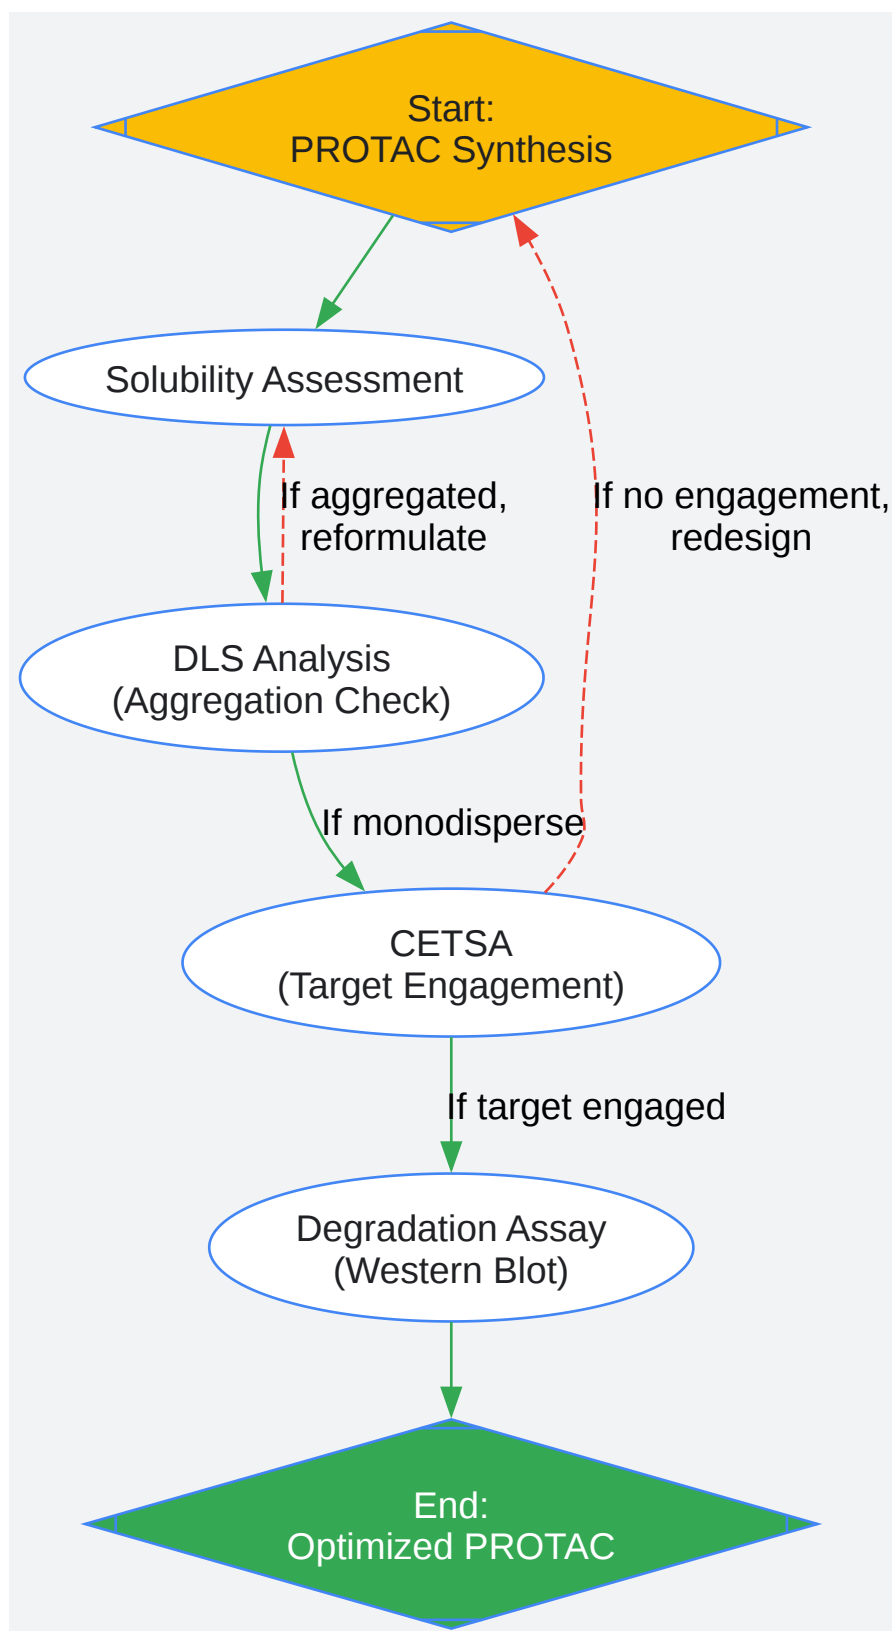 Start:
PROTAC Synthesis
Solubility Assessment
If aggregated,
reformulate
If no engagement,
redesign
DLS Analysis
(Aggregation Check)
If monodisperse
CETSA
(Target Engagement)
If target engaged
Degradation Assay
(Western Blot)
End:
Optimized PROTAC